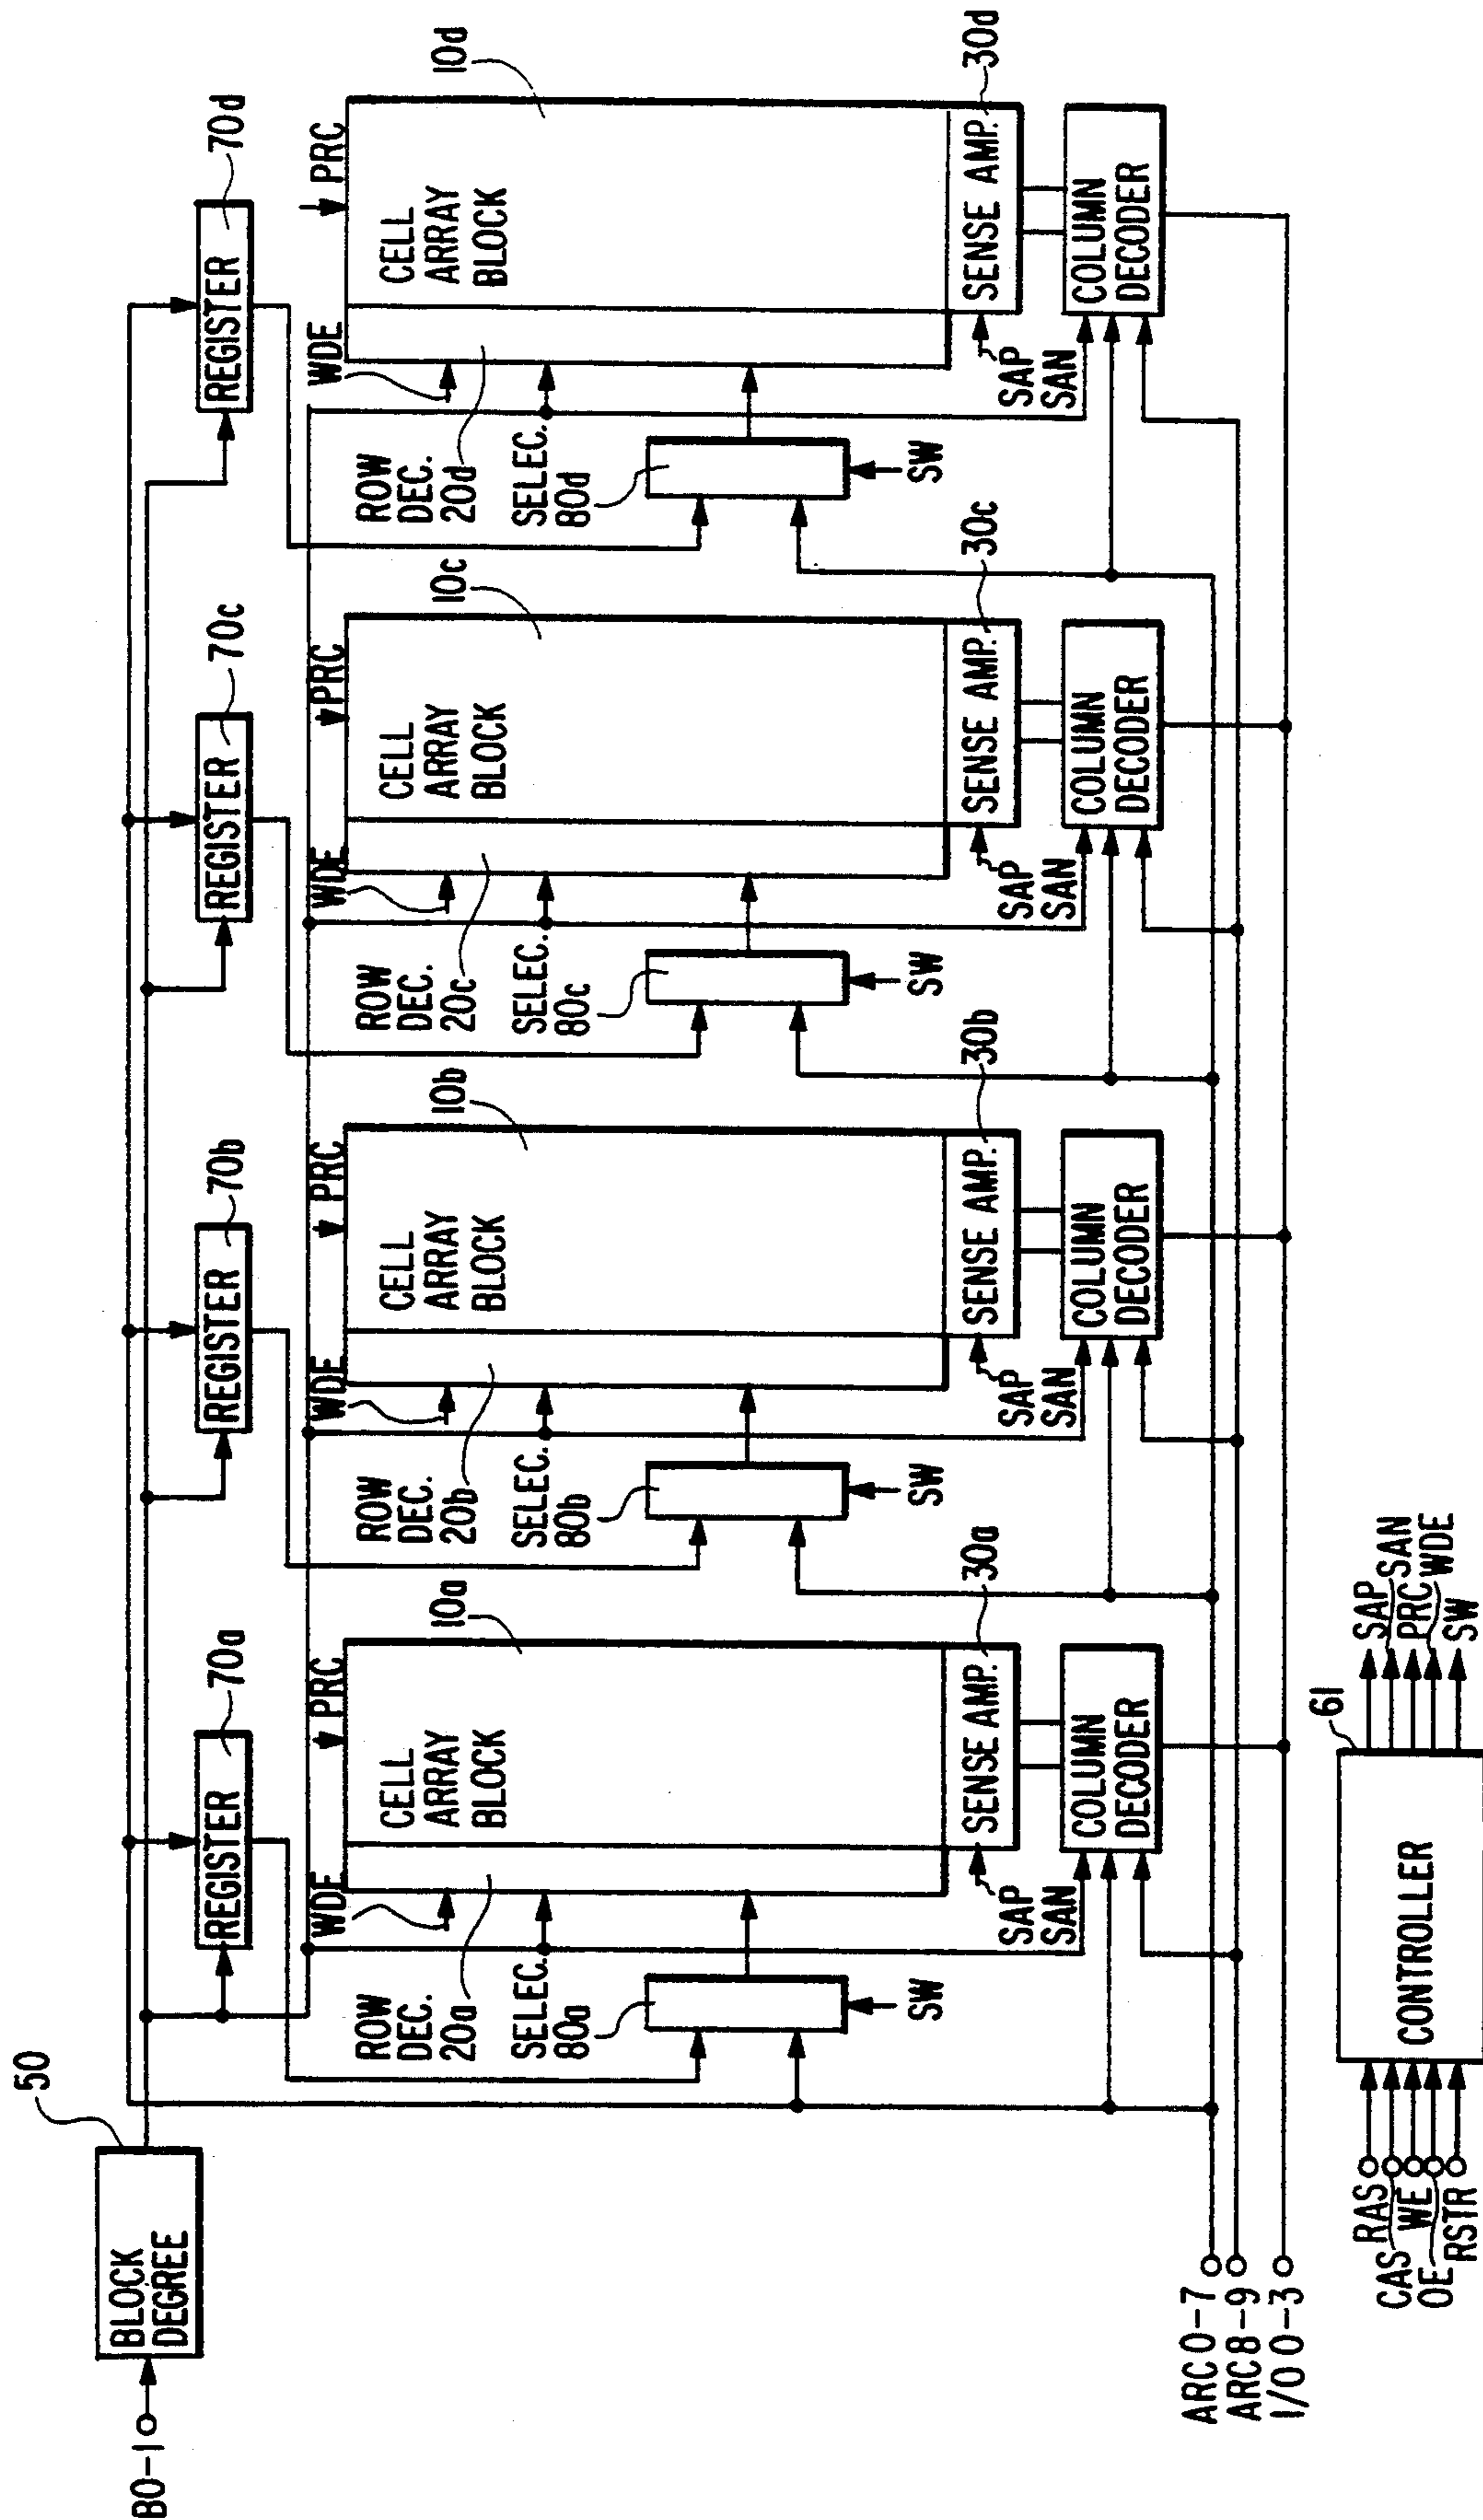 50
B0-1
BLOCK
DEGREE
70a
REGISTER
70b
REGISTER
70c
REGISTER
70d
REGISTER
WDE
PRC
10a
CELL
ARRAY
BLOCK
ROW
DEC.
20a
SELEC.
80a
SW
SENSE AMP.
30a
SAP
SAN
COLUMN
DECODER
WDE
PRC
10b
CELL
ARRAY
BLOCK
ROW
DEC.
20b
SELEC.
80b
SW
SENSE AMP.
30b
SAP
SAN
COLUMN
DECODER
WDE
PRC
10c
CELL
ARRAY
BLOCK
ROW
DEC.
20c
SELEC.
80c
SW
SENSE AMP.
30c
SAP
SAN
COLUMN
DECODER
WDE
PRC
10d
CELL
ARRAY
BLOCK
ROW
DEC.
20d
SELEC.
80d
SW
SENSE AMP.
30d
SAP
SAN
COLUMN
DECODER
ARC0-7
ARC8-9
I/O 0-3
RAS
CAS
WE
OE
RSTR
CONTROLLER
61
SAP
SAN
PRC
WDE
SW